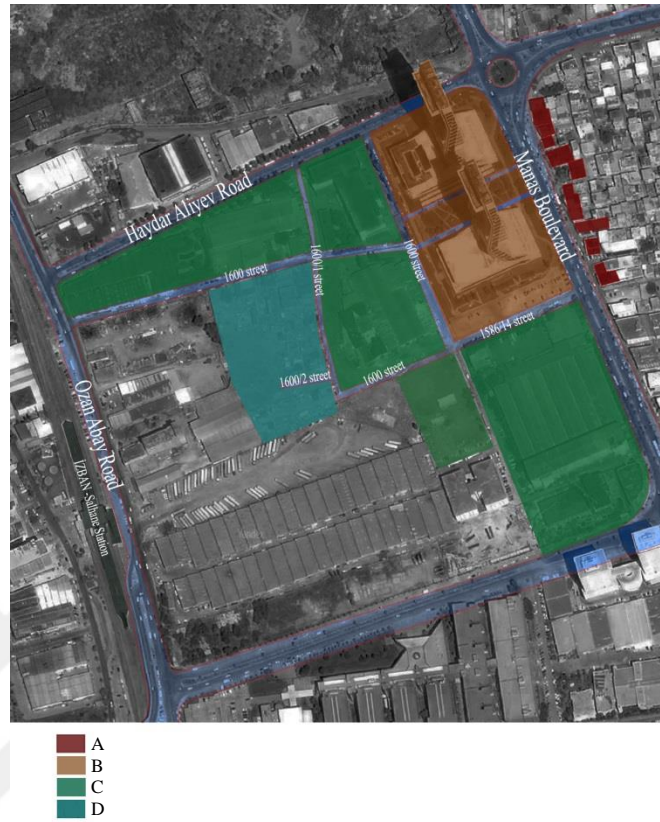 Haydar Aliyev Road
Manas Boulevard
1600 street
1600/1 street
1600 street
1586/14 street
1600/2 street
1600 street
Ozan Abay Road
İZBAN -Salhane Station
A
B
C
D